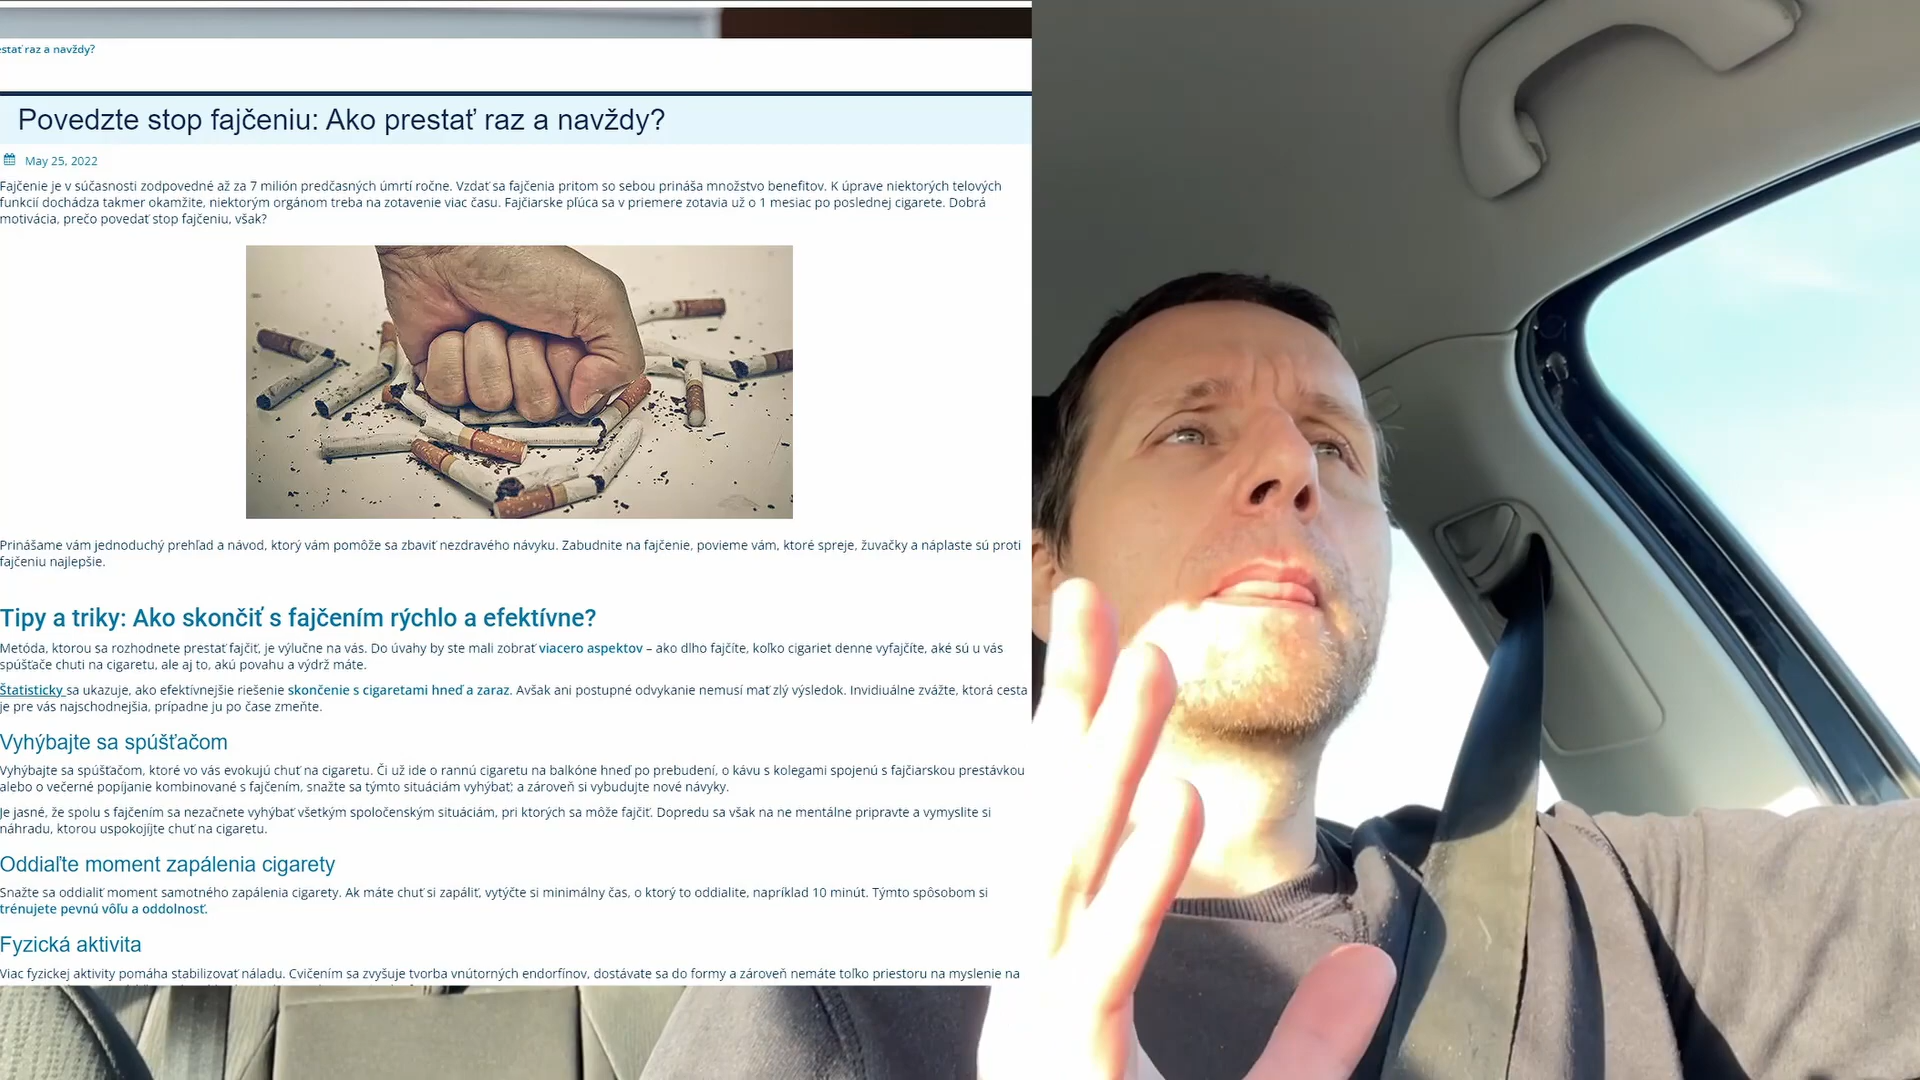 estať raz a navždy?
Povedzte stop fajčeniu: Ako prestať raz a navždy?
May 25, 2022
Fajčenie je v súčasnosti zodpovedné až za 7 milión predčasných úmrtí ročne. Vzdať sa fajčenia pritom so sebou prináša množstvo benefitov. K úprave niektorých telových
funkcií dochádza takmer okamžite, niektorým orgánom treba na zotavenie viac času. Fajčiarske pľúca sa v priemere zotavia už o 1 mesiac po poslednej cigarete. Dobrá
motivácia, prečo povedať stop fajčeniu, však?
Prinášame vám jednoduchý prehľad a návod, ktorý vám pomôže sa zbaviť nezdravého návyku. Zabudnite na fajčenie, povieme vám, ktoré spreje, žuvačky a náplaste sú proti
fajčeniu najlepšie.
Tipy a triky: Ako skončiť s fajčením rýchlo a efektívne?
Metóda, ktorou sa rozhodnete prestať fajčiť, je výlučne na vás. Do úvahy by ste mali zobrať viacero aspektov – ako dlho fajčíte, koľko cigariet denne vyfajčíte, aké sú u vás
spúšťače chuti na cigaretu, ale aj to, akú povahu a výdrž máte.
Štatisticky sa ukazuje, ako efektívnejšie riešenie skončenie s cigaretami hneď a zaraz. Avšak ani postupné odvykanie nemusí mať zlý výsledok. Invidiuálne zvážte, ktorá cesta
je pre vás najschodnejšia, prípadne ju po čase zmeňte.
Vyhýbajte sa spúšťačom
Vyhýbajte sa spúšťačom, ktoré vo vás evokujú chuť na cigaretu. Či už ide o rannú cigaretu na balkóne hneď po prebudení, o kávu s kolegami spojenú s fajčiarskou prestávkou
alebo o večerné popíjanie kombinované s fajčením, snažte sa týmto situáciám vyhýbať; a zároveň si vybudujte nové návyky.
Je jasné, že spolu s fajčením sa nezačnete vyhýbať všetkým spoločenským situáciám, pri ktorých sa môže fajčiť. Dopredu sa však na ne mentálne pripravte a vymyslite si
náhradu, ktorou uspokojíjte chuť na cigaretu.
Oddiaľte moment zapálenia cigarety
Snažte sa oddialiť moment samotného zapálenia cigarety. Ak máte chuť si zapáliť, vytýčte si minimálny čas, o ktorý to oddialite, napríklad 10 minút. Týmto spôsobom si
trénujete pevnú vôľu a oddolnosť.
Fyzická aktivita
Viac fyzickej aktivity pomáha stabilizovať náladu. Cvičením sa zvyšuje tvorba vnútorných endorfínov, dostávate sa do formy a zároveň nemáte toľko priestoru na myslenie na